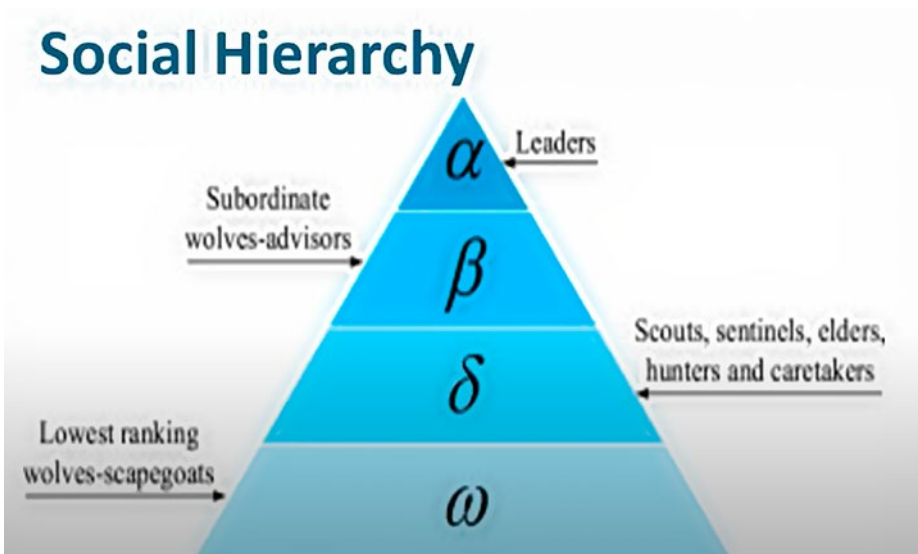 Social Hierarchy
α
Leaders
Subordinate
wolves-advisors
β
Scouts, sentinels, elders,
hunters and caretakers
δ
Lowest ranking
wolves-scapegoats
ω